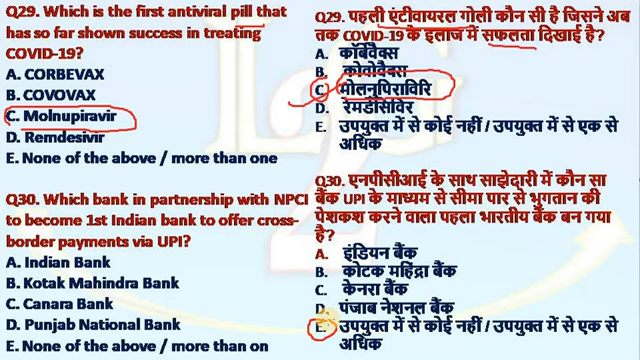 Q29. Which is the first antiviral pill that
has so far shown success in treating
COVID-19?
A. CORBEVAX
B. COVOVAX
C. Molnupiravir
D. Remdesivir
E. None of the above / more than one
Q30. Which bank in partnership with NPCI
to become 1st Indian bank to offer cross-
border payments via UPI?
A. Indian Bank
B. Kotak Mahindra Bank
C. Canara Bank
D. Punjab National Bank
E. None of the above / more than on
Q29. पहली एंटीवायरल गोली कौन सी है जिसने अब
तक COVID-19 के इलाज में सफलता दिखाई है?
A. कॉर्बेवैक्स
B. कोवोवैक्स
C. मोलनुपिराविरि
D. रेमडेसिविर
E. उपयुक्त में से कोई नहीं / उपयुक्त में से एक से
अधिक
Q30. एनपीसीआई के साथ साझेदारी में कौन सा
बैंक UPI के माध्यम से सीमा पार से भुगतान की
पेशकश करने वाला पहला भारतीय बैंक बन गया
है?
A. इंडियन बैंक
B. कोटक महिंद्रा बैंक
C. केनरा बैंक
D. पंजाब नेशनल बैंक
E. उपयुक्त में से कोई नहीं / उपयुक्त में से एक से
अधिक